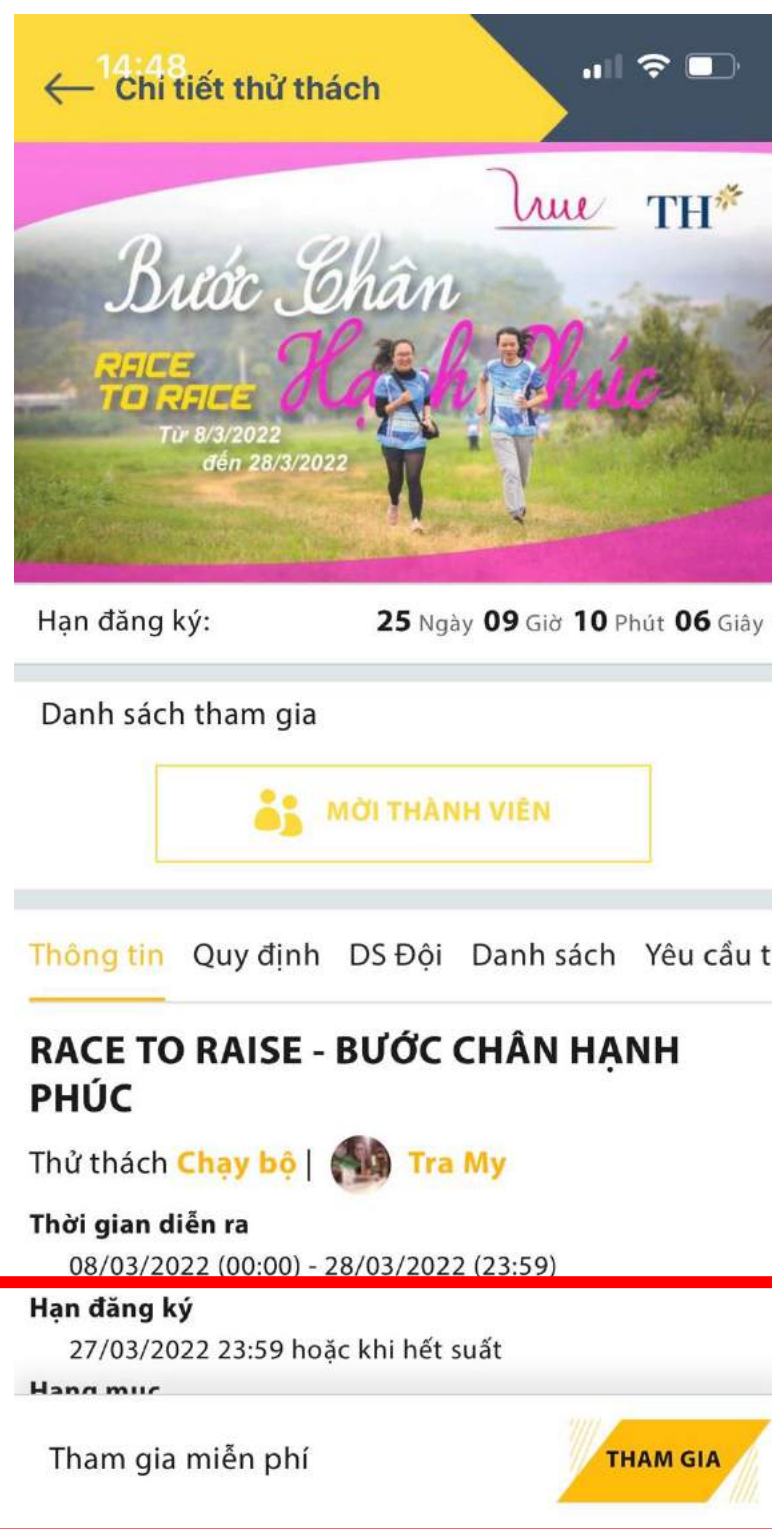 14:48
Chi tiết thử thách
True TH
Bước Chân
Hạnh Phúc
RACE
TO RACE
Từ 8/3/2022
đến 28/3/2022
Hạn đăng ký: 25 Ngày 09 Giờ 10 Phút 06 Giây
Danh sách tham gia
MỜI THÀNH VIÊN
Thông tin Quy định DS Đội Danh sách Yêu cầu t
RACE TO RAISE - BƯỚC CHÂN HẠNH
PHÚC
Thử thách Chạy bộ | Tra My
Thời gian diễn ra
08/03/2022 (00:00) - 28/03/2022 (23:59)
Hạn đăng ký
27/03/2022 23:59 hoặc khi hết suất
Hạng mục
Tham gia miễn phí THAM GIA